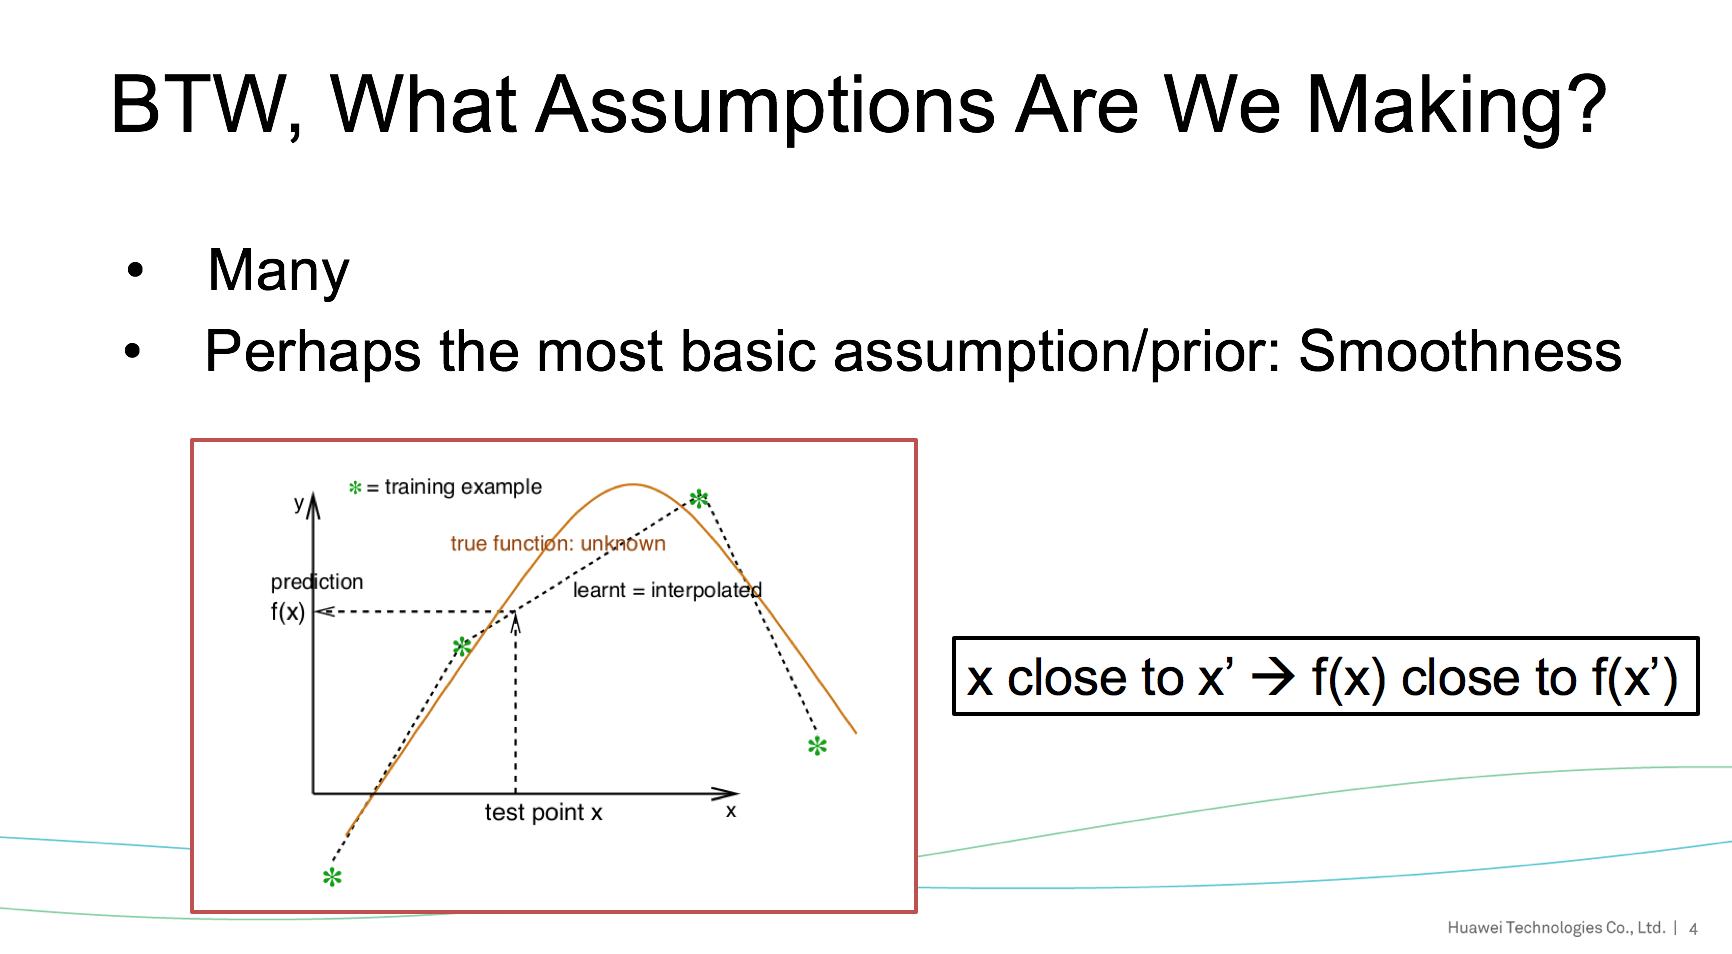 BTW, What Assumptions Are We Making?
• Many
• Perhaps the most basic assumption/prior: Smoothness
✼ = training example
y
true function: unknown
prediction
learnt = interpolated
f(x)
test point x
x
x close to x’ → f(x) close to f(x’)
Huawei Technologies Co., Ltd. | 4